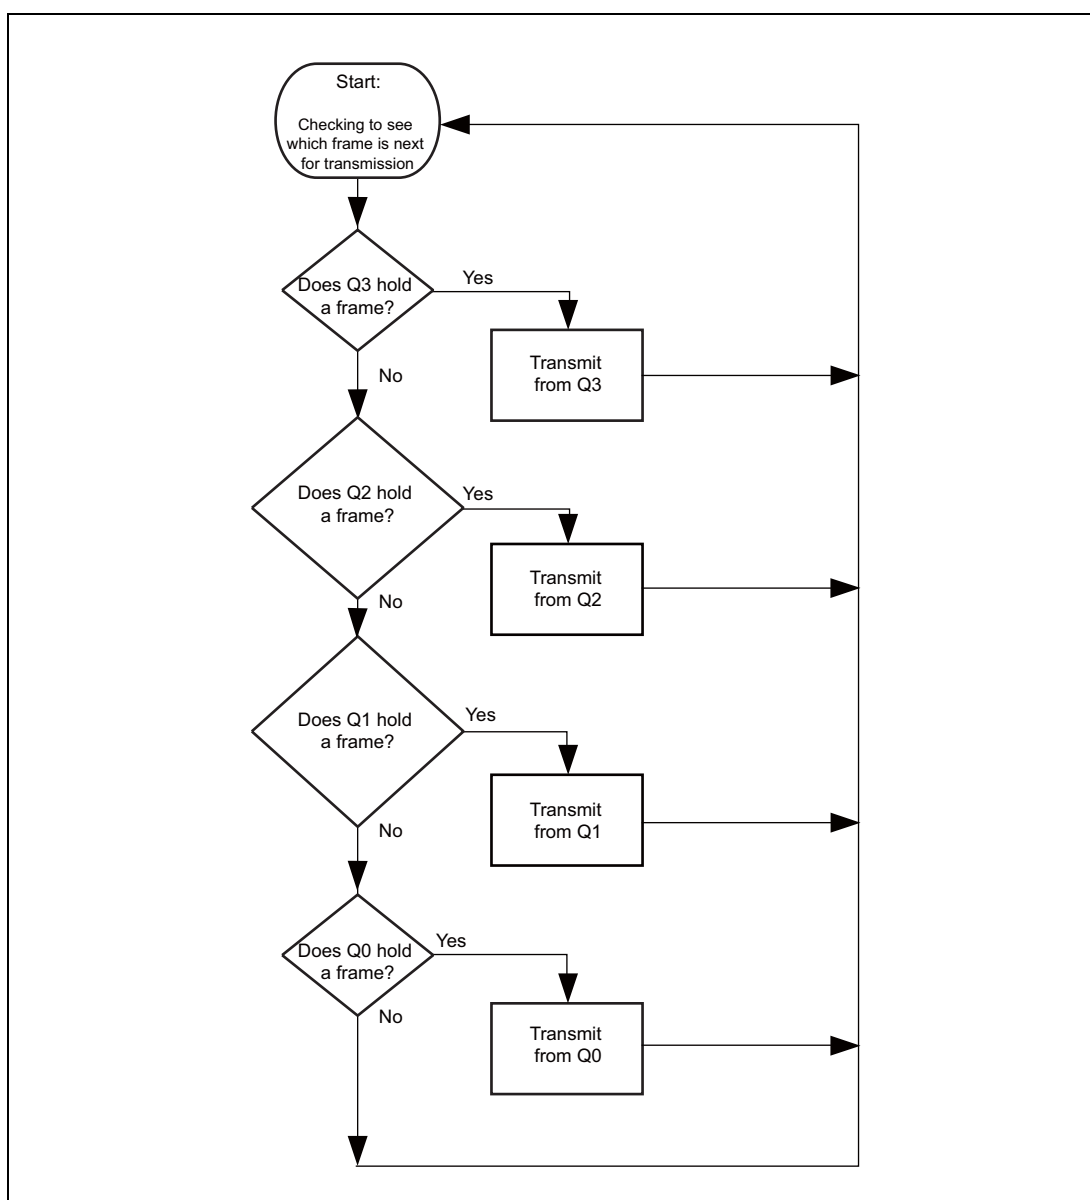 Start:
Checking to see
which frame is next
for transmission
Does Q3 hold
a frame?
Yes
Transmit
from Q3
No
Does Q2 hold
a frame?
Yes
Transmit
from Q2
No
Does Q1 hold
a frame?
Yes
Transmit
from Q1
No
Does Q0 hold
a frame?
Yes
Transmit
from Q0
No